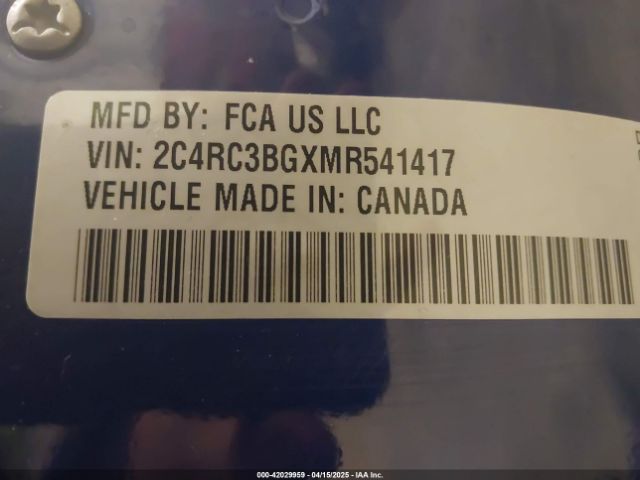 MFD BY: FCA US LLC
VIN: 2C4RC3BGXMR541417
VEHICLE MADE IN: CANADA
000-42029959 - 04/15/2025 - IAA Inc.